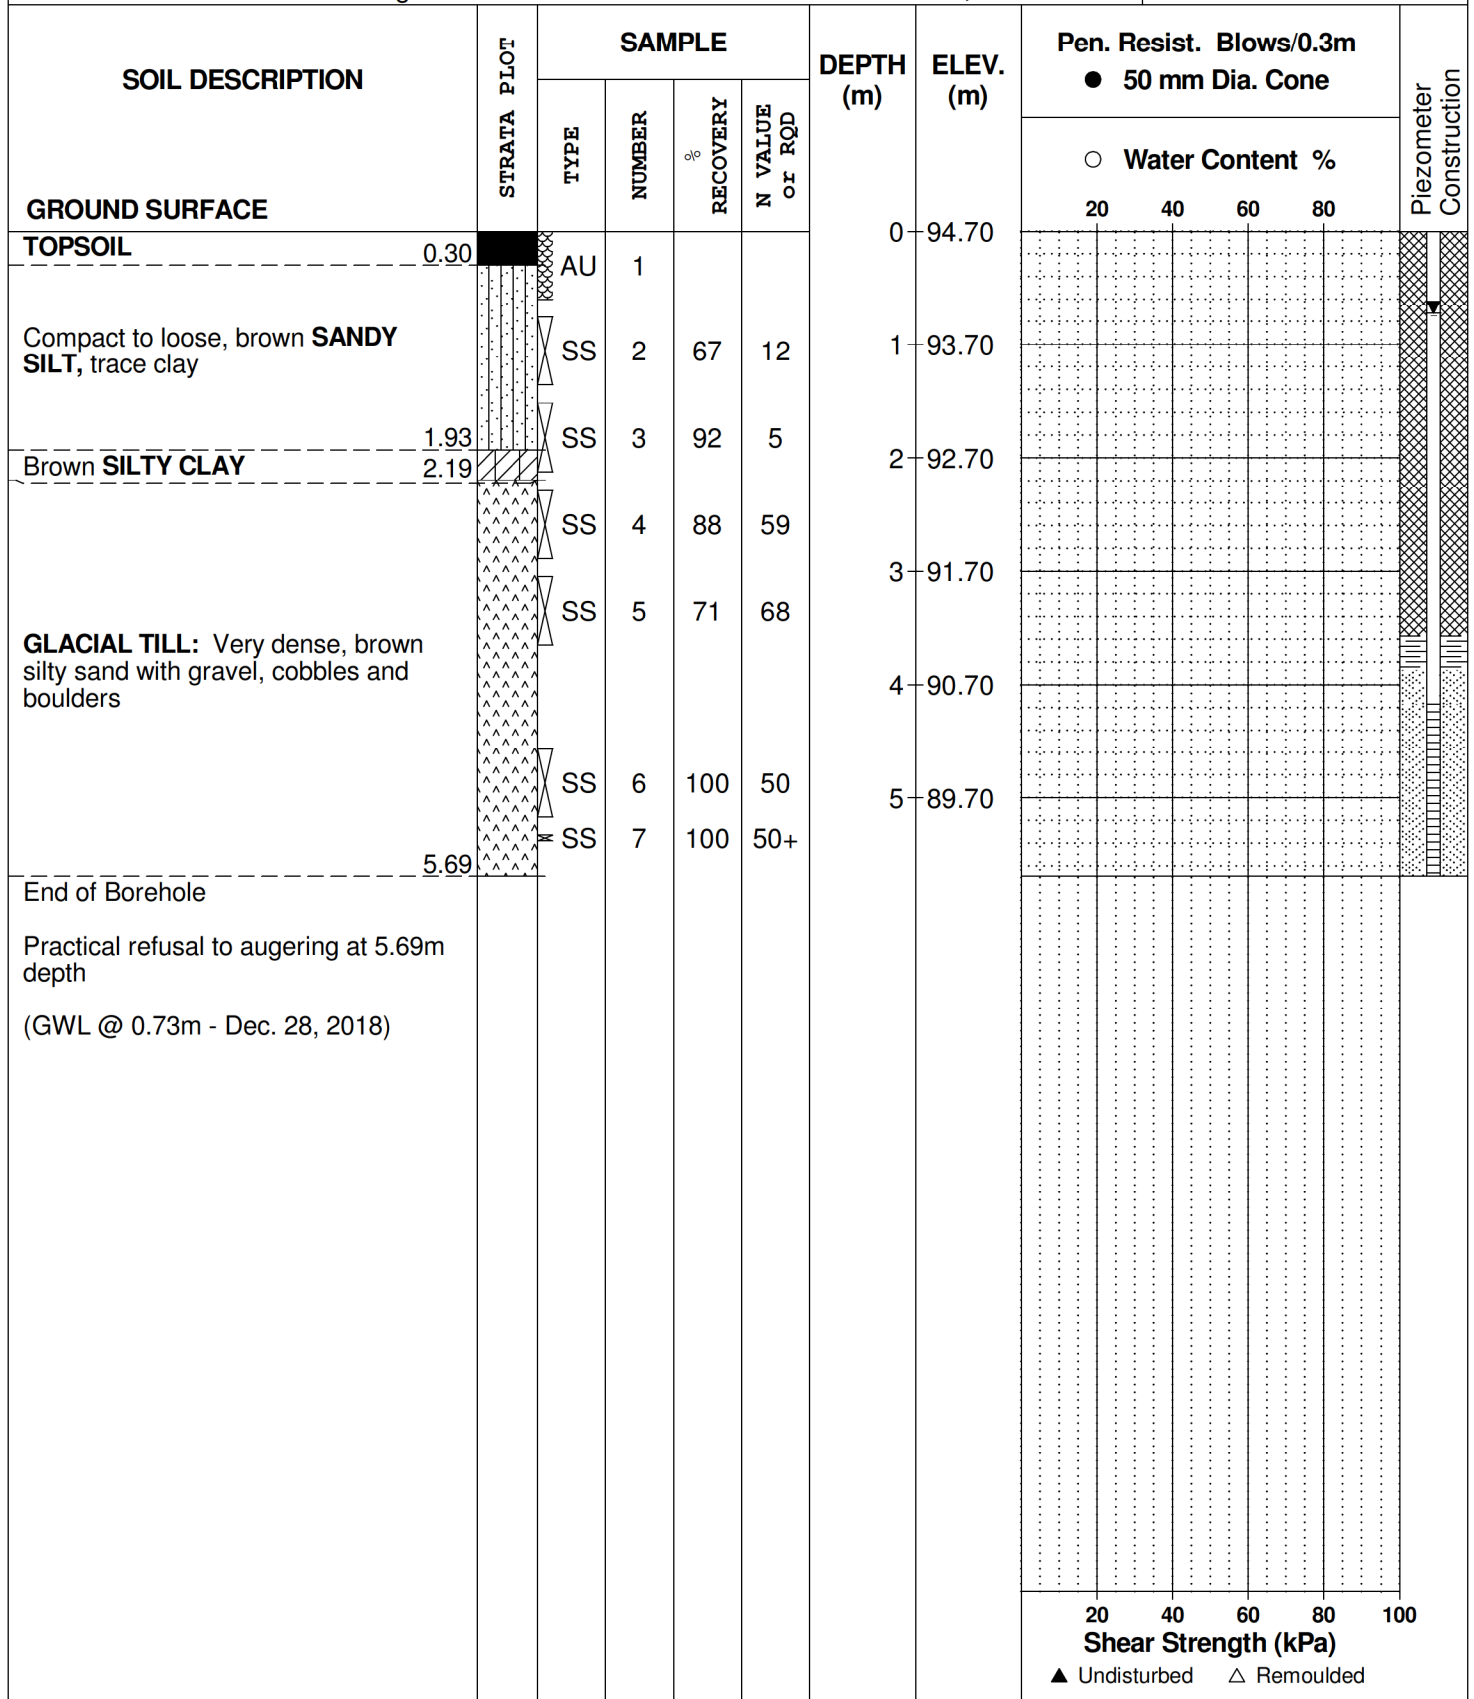 SOIL DESCRIPTION
GROUND SURFACE
STRATA PLOT
SAMPLE
TYPE
NUMBER
%
RECOVERY
N VALUE
or RQD
DEPTH
(m)
ELEV.
(m)
Pen. Resist. Blows/0.3m
● 50 mm Dia. Cone
○ Water Content %
20 40 60 80
Piezometer
Construction
TOPSOIL
0.30
Compact to loose, brown SANDY
SILT, trace clay
1.93
Brown SILTY CLAY
2.19
GLACIAL TILL: Very dense, brown
silty sand with gravel, cobbles and
boulders
5.69
End of Borehole
Practical refusal to augering at 5.69m
depth
(GWL @ 0.73m - Dec. 28, 2018)
AU 1
SS 2 67 12
SS 3 92 5
SS 4 88 59
SS 5 71 68
SS 6 100 50
SS 7 100 50+
0 94.70
1 93.70
2 92.70
3 91.70
4 90.70
5 89.70
20 40 60 80 100
Shear Strength (kPa)
▲ Undisturbed △ Remoulded